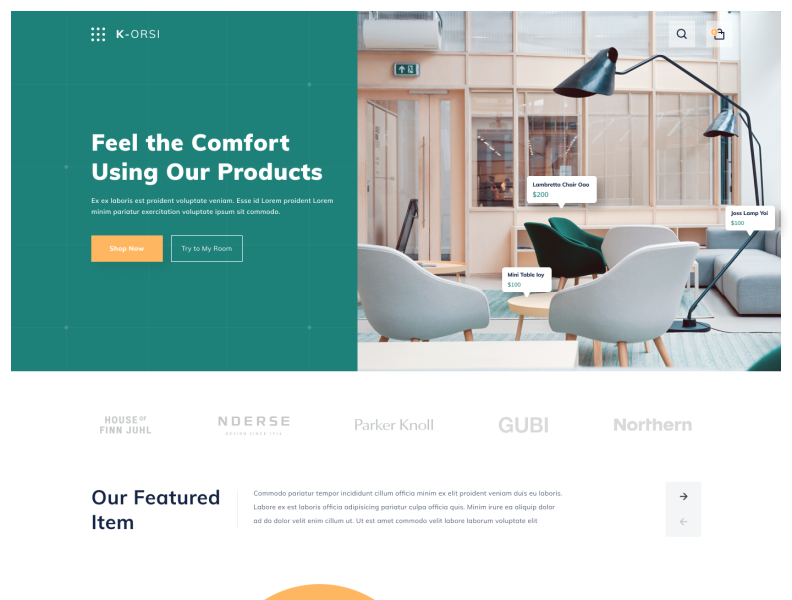 K-ORSI
Feel the Comfort
Using Our Products
Ex ex laboris est proident voluptate veniam. Esse id Lorem proident Lorem
minim pariatur exercitation voluptate ipsum sit commodo.
Shop Now
Try to My Room
Lambretta Chair Oao
$200
Joss Lamp Yoi
$100
Mini Table Ioy
$100
HOUSE OF
FINN JUHL
NDERSE
DESIGN SINCE 1716
Parker Knoll
GUBI
Northern
Our Featured
Item
Commodo pariatur tempor incididunt cillum officia minim ex elit proident veniam duis eu laboris.
Labore ex est laboris officia adipisicing pariatur culpa officia quis. Minim irure ea aliquip dolor
ad do dolor velit enim cillum ut. Ut est amet commodo velit labore laborum voluptate elit